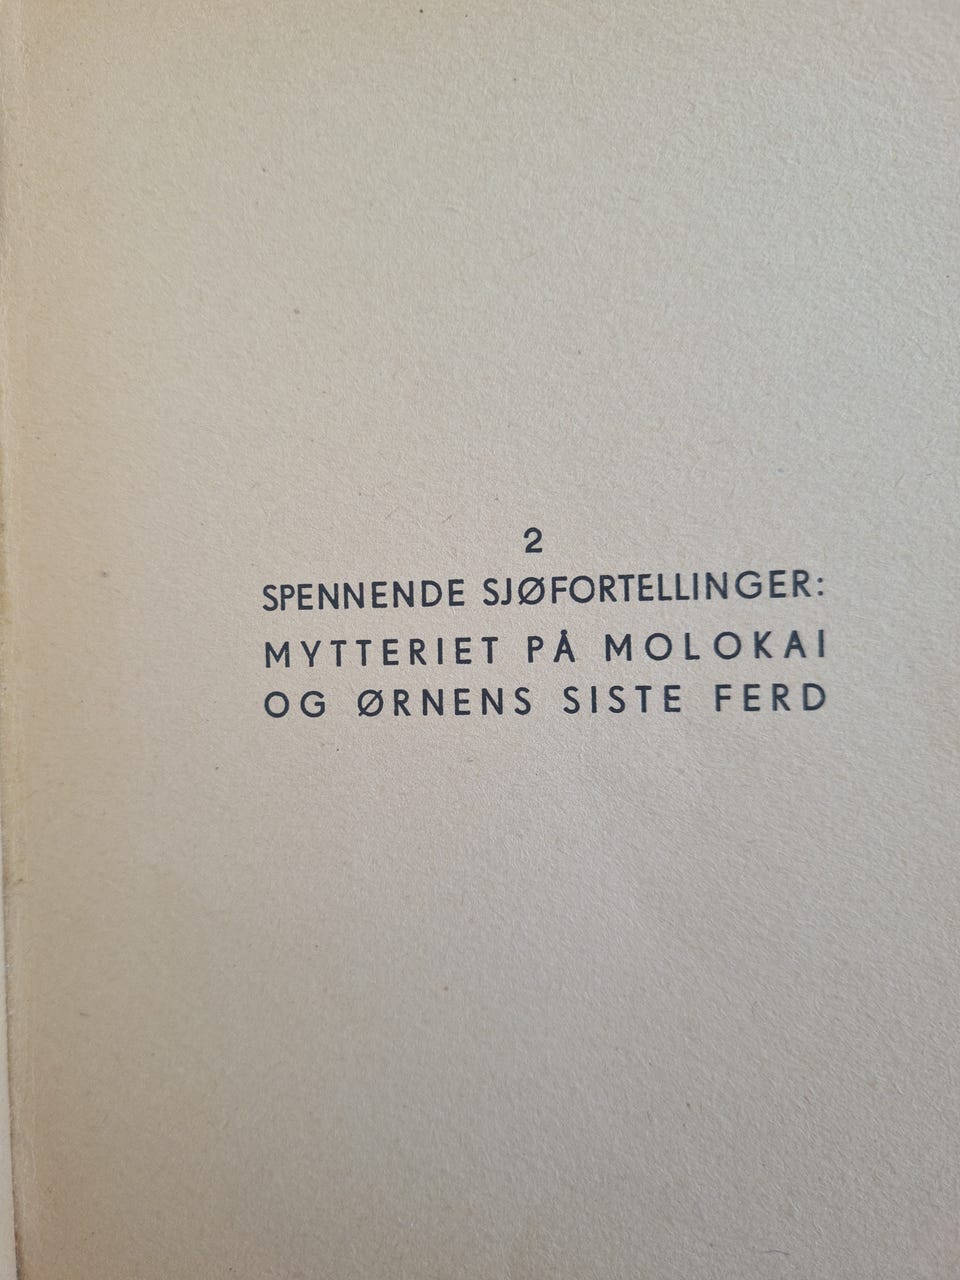 2
SPENNENDE SJØFORTELLINGER:
MYTTERIET PÅ MOLOKAI
OG ØRNENS SISTE FERD